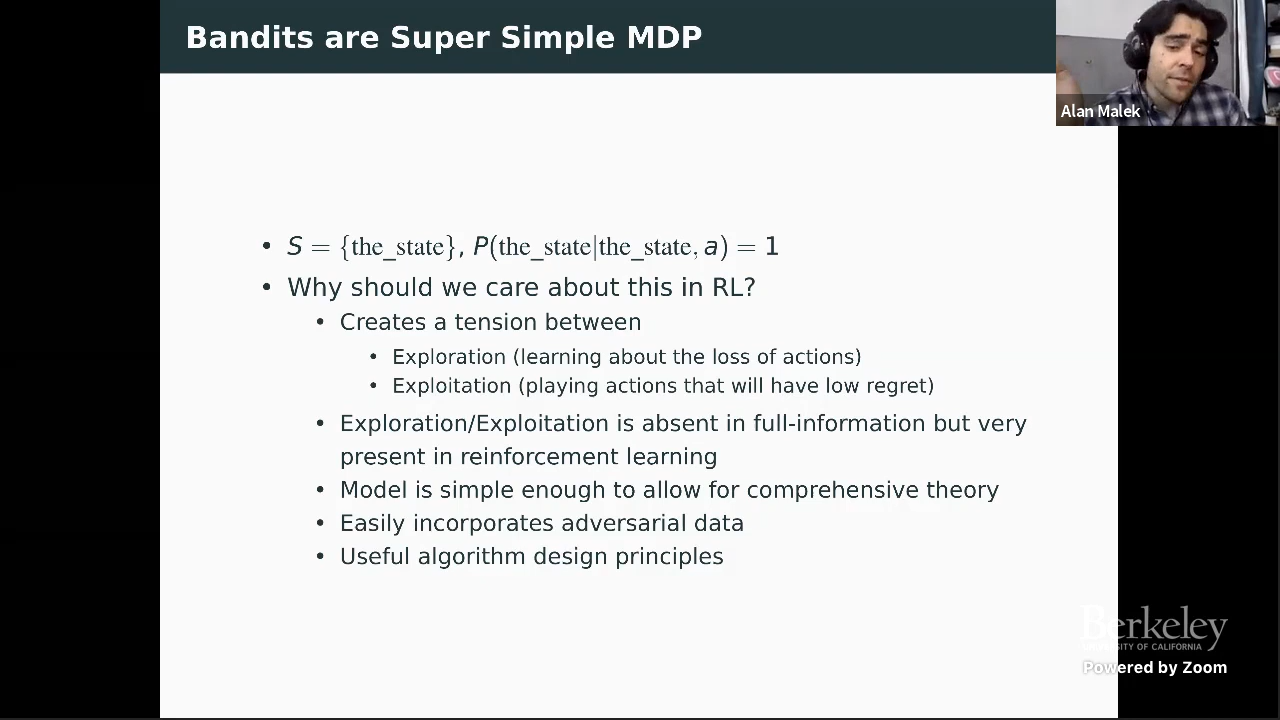 Bandits are Super Simple MDP
Alan Malek
• S = {the_state}, P(the_state|the_state, a) = 1
• Why should we care about this in RL?
• Creates a tension between
• Exploration (learning about the loss of actions)
• Exploitation (playing actions that will have low regret)
• Exploration/Exploitation is absent in full-information but very
present in reinforcement learning
• Model is simple enough to allow for comprehensive theory
• Easily incorporates adversarial data
• Useful algorithm design principles
Berkeley
UNIVERSITY OF CALIFORNIA
Powered by Zoom